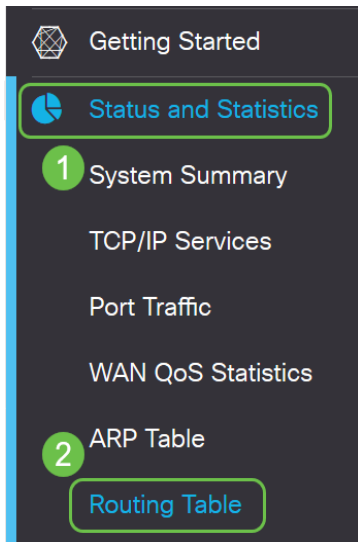 Getting Started
Status and Statistics
1
System Summary
TCP/IP Services
Port Traffic
WAN QoS Statistics
ARP Table
2
Routing Table